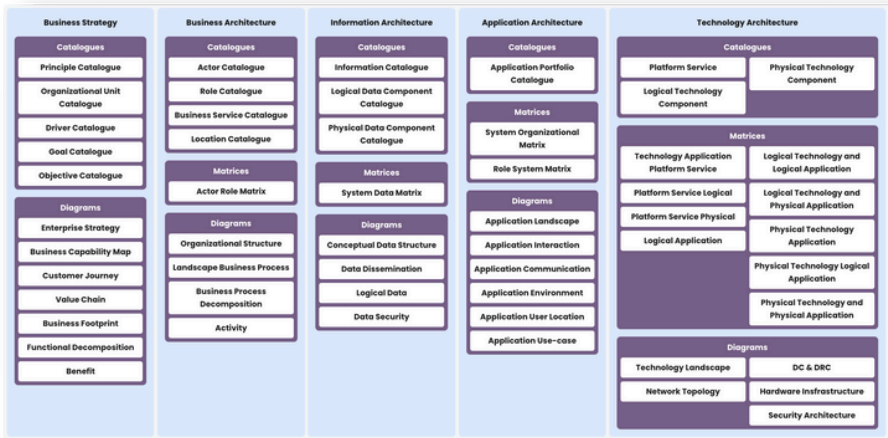 Business Strategy
Catalogues
Principle Catalogue
Organizational Unit
Catalogue
Driver Catalogue
Goal Catalogue
Objective Catalogue
Diagrams
Enterprise Strategy
Business Capability Map
Customer Journey
Value Chain
Business Footprint
Functional Decomposition
Benefit
Business Architecture
Catalogues
Actor Catalogue
Role Catalogue
Business Service Catalogue
Location Catalogue
Matrices
Actor Role Matrix
Diagrams
Organizational Structure
Landscape Business Process
Business Process
Decomposition
Activity
Information Architecture
Catalogues
Information Catalogue
Logical Data Component
Catalogue
Physical Data Component
Catalogue
Matrices
System Data Matrix
Diagrams
Conceptual Data Structure
Data Dissemination
Logical Data
Data Security
Application Architecture
Catalogues
Application Portfolio
Catalogue
Matrices
System Organizational
Matrix
Role System Matrix
Diagrams
Application Landscape
Application Interaction
Application Communication
Application Environment
Application User Location
Application Use-case
Technology Architecture
Catalogues
Platform Service
Logical Technology
Component
Physical Technology
Component
Matrices
Technology Application
Platform Service
Platform Service Logical
Platform Service Physical
Logical Application
Logical Technology and
Logical Application
Logical Technology and
Physical Application
Physical Technology
Application
Physical Technology Logical
Application
Physical Technology and
Physical Application
Diagrams
Technology Landscape
Network Topology
DC & DRC
Hardware Insfrastructure
Security Architecture